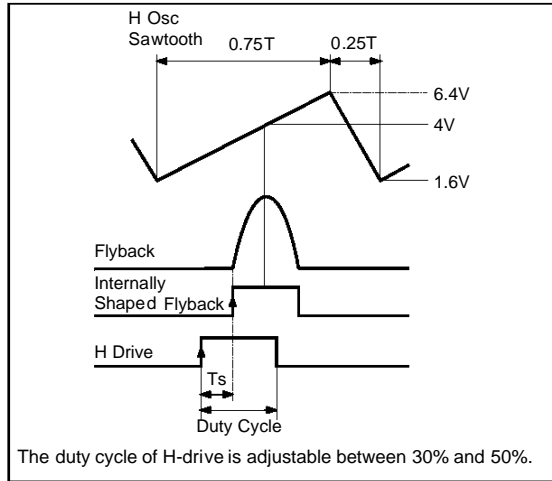 H Osc
Sawtooth
0.75T
0.25T
6.4V
4V
1.6V
Flyback
Internally
Shaped Flyback
H Drive
Ts
Duty Cycle
The duty cycle of H-drive is adjustable between 30% and 50%.